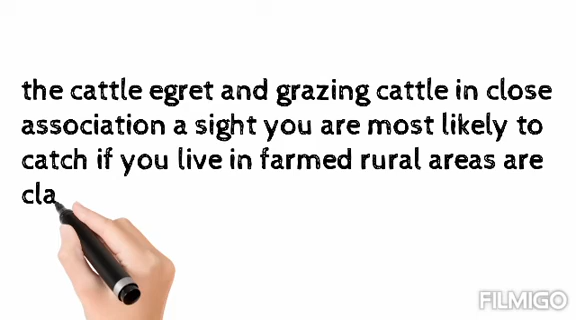 the cattle egret and grazing cattle in close
association a sight you are most likely to
catch if you live in farmed rural areas are
cla
FILMIGO